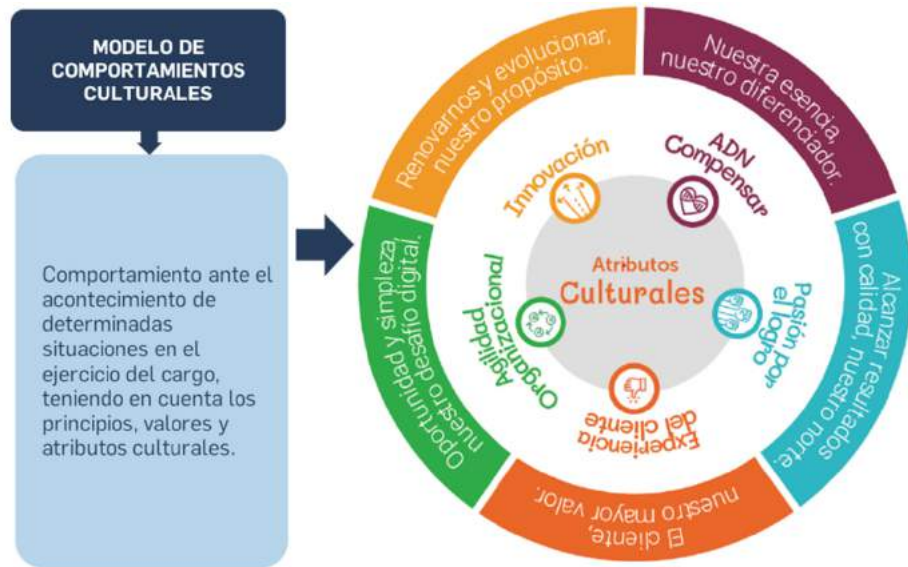 MODELO DE
COMPORTAMIENTOS
CULTURALES
Comportamiento ante el
acontecimiento de
determinadas
situaciones en el
ejercicio del cargo,
teniendo en cuenta los
principios, valores y
atributos culturales.
Renovarnos y evolucionar,
nuestro propósito.
Nuestra esencia,
nuestro diferenciador.
Alcanzar resultados
con calidad, nuestro norte.
El cliente,
nuestro mayor valor.
Oportunidad y simpleza,
nuestro desafío digital.
Innovación
ADN
Compensar
Pasión por
el logro
Experiencia
del cliente
Agilidad
Organizacional
Atributos
Culturales